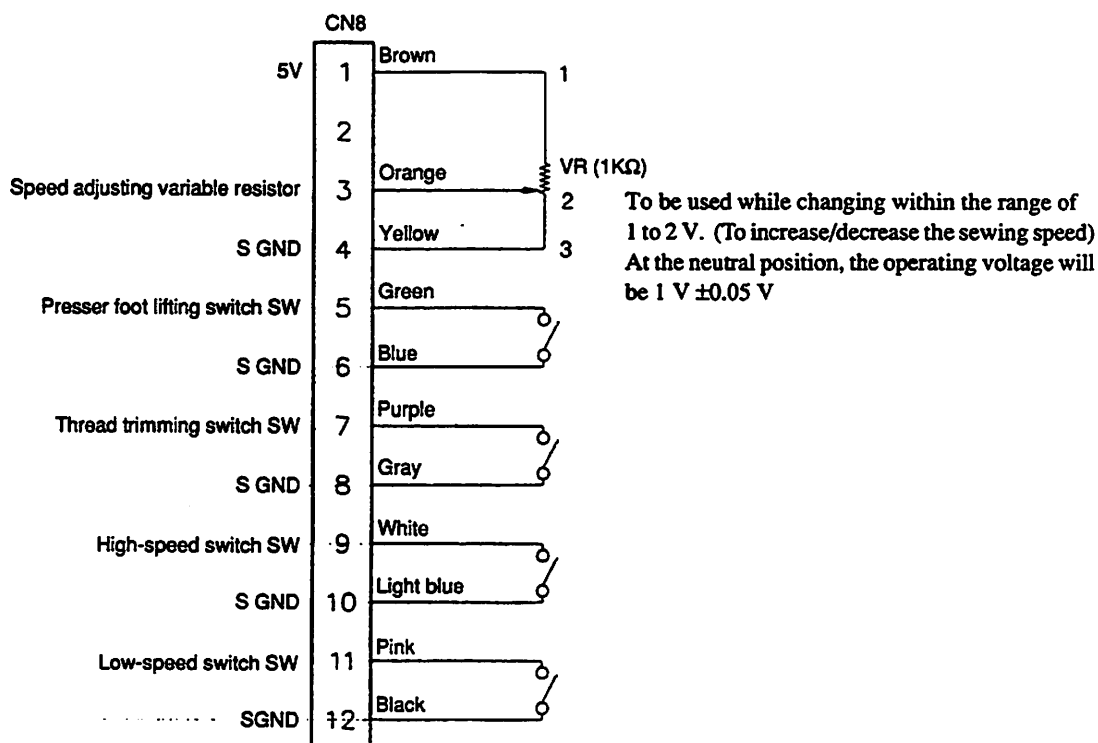 CN8
5V 1 Brown 1
2
VR (1KΩ)
Speed adjusting variable resistor 3 Orange 2
S GND 4 Yellow 3
To be used while changing within the range of
1 to 2 V. (To increase/decrease the sewing speed)
At the neutral position, the operating voltage will
be 1 V ±0.05 V
Presser foot lifting switch SW 5 Green
S GND 6 Blue
Thread trimming switch SW 7 Purple
S GND 8 Gray
High-speed switch SW 9 White
S GND 10 Light blue
Low-speed switch SW 11 Pink
SGND 12 Black